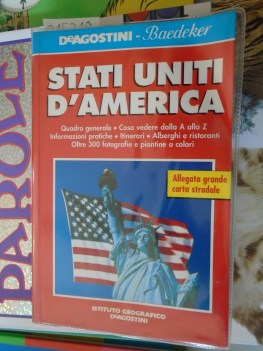 DEAGOSTINI - Baedeker
STATI UNITI
D'AMERICA
Quadro generale • Cosa vedere dalla A alla Z
Informazioni pratiche • Itinerari • Alberghi e ristoranti
Oltre 300 fotografie e piantine a colori
Allegata grande
carta stradale
ISTITUTO GEOGRAFICO
DEAGOSTINI
PAROLE